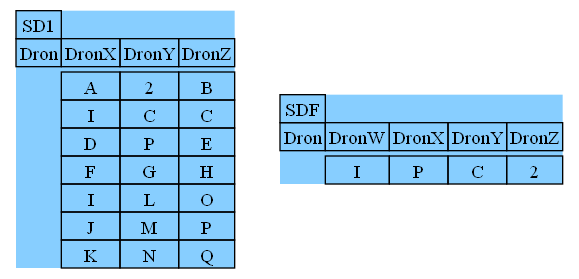 SD1
Dron DronX DronY DronZ
A 2 B
I C C
D P E
F G H
I L O
J M P
K N Q
SDF
Dron DronW DronX DronY DronZ
I P C 2